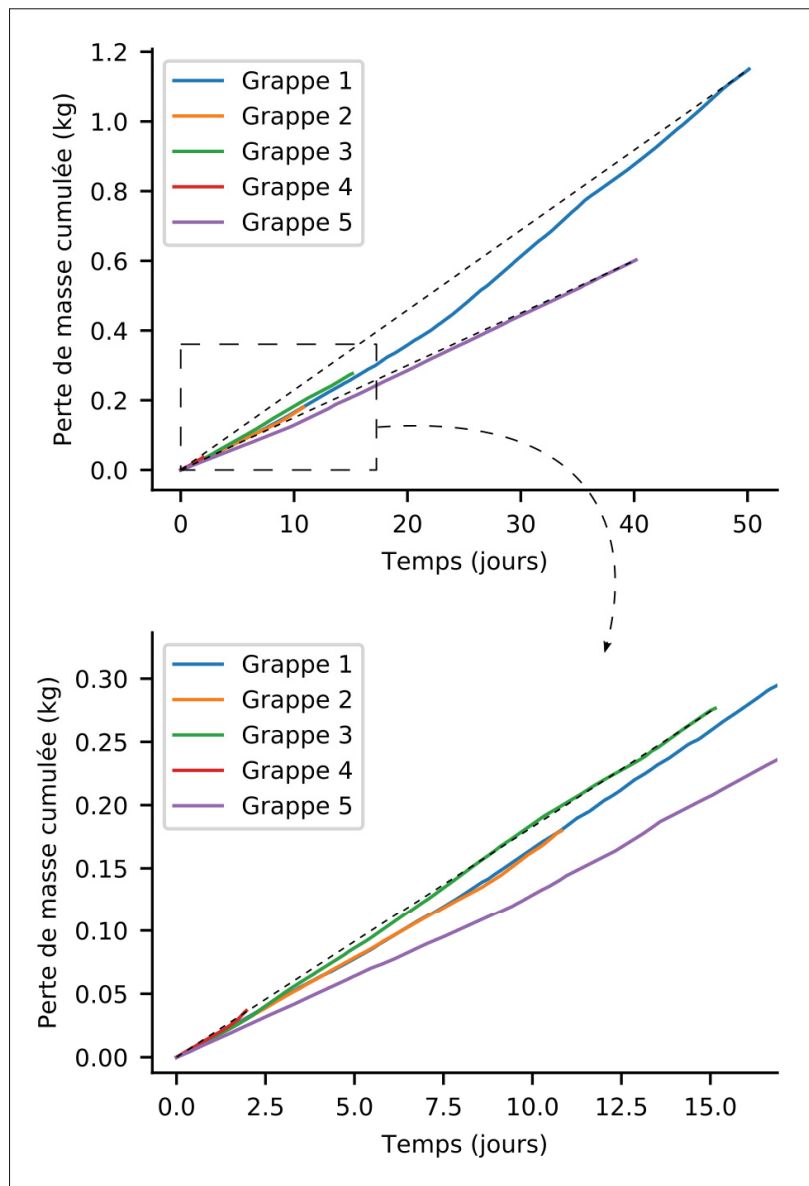 1.2
1.0
0.8
0.6
0.4
0.2
0.0
Perte de masse cumulée (kg)
Grappe 1
Grappe 2
Grappe 3
Grappe 4
Grappe 5
0 10 20 30 40 50
Temps (jours)
0.30
0.25
0.20
0.15
0.10
0.05
0.00
Perte de masse cumulée (kg)
Grappe 1
Grappe 2
Grappe 3
Grappe 4
Grappe 5
0.0 2.5 5.0 7.5 10.0 12.5 15.0
Temps (jours)